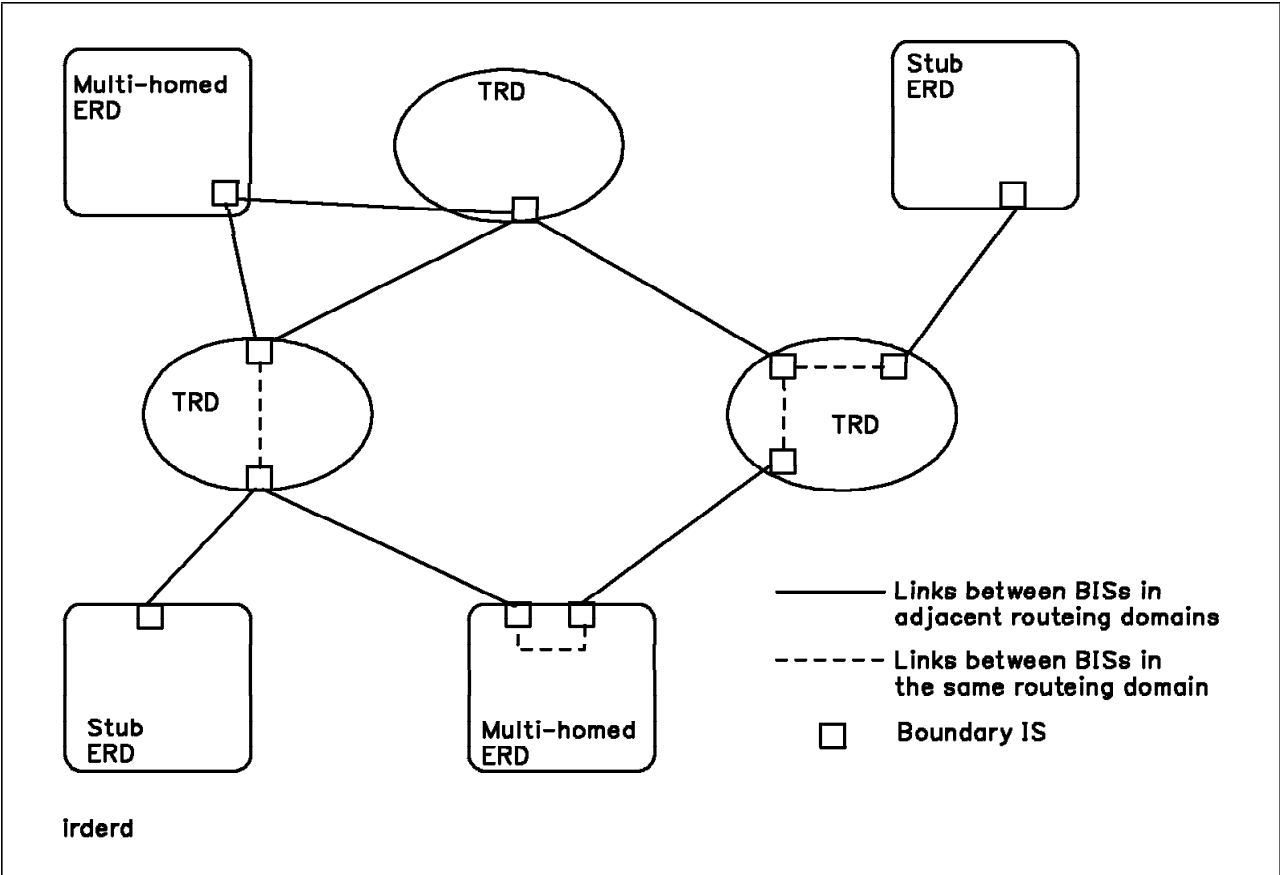 Multi-homed
ERD
TRD
Stub
ERD
TRD
TRD
Stub
ERD
Multi-homed
ERD
Links between BISs in
adjacent routeing domains
Links between BISs in
the same routeing domain
Boundary IS
irderd